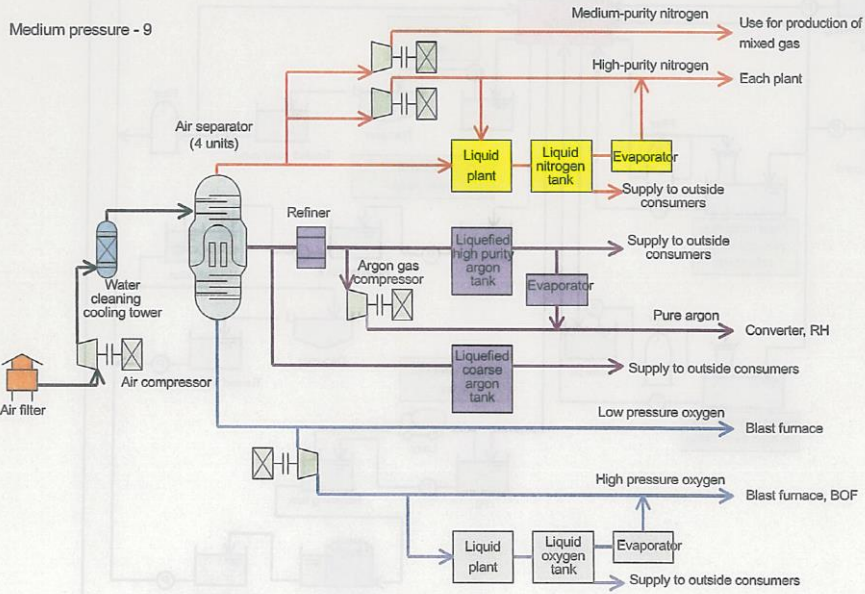 Medium pressure - 9
Medium-purity nitrogen
Use for production of
mixed gas
High-purity nitrogen
Each plant
Air separator
(4 units)
Liquid
plant
Liquid
nitrogen
tank
Evaporator
Supply to outside
consumers
Refiner
Liquefied
high purity
argon
tank
Supply to outside
consumers
Argon gas
compressor
Evaporator
Water
cleaning
cooling tower
Pure argon
Converter, RH
Air compressor
Liquefied
coarse
argon
tank
Supply to outside consumers
Air filter
Low pressure oxygen
Blast furnace
High pressure oxygen
Blast furnace, BOF
Liquid
plant
Liquid
oxygen
tank
Evaporator
Supply to outside consumers